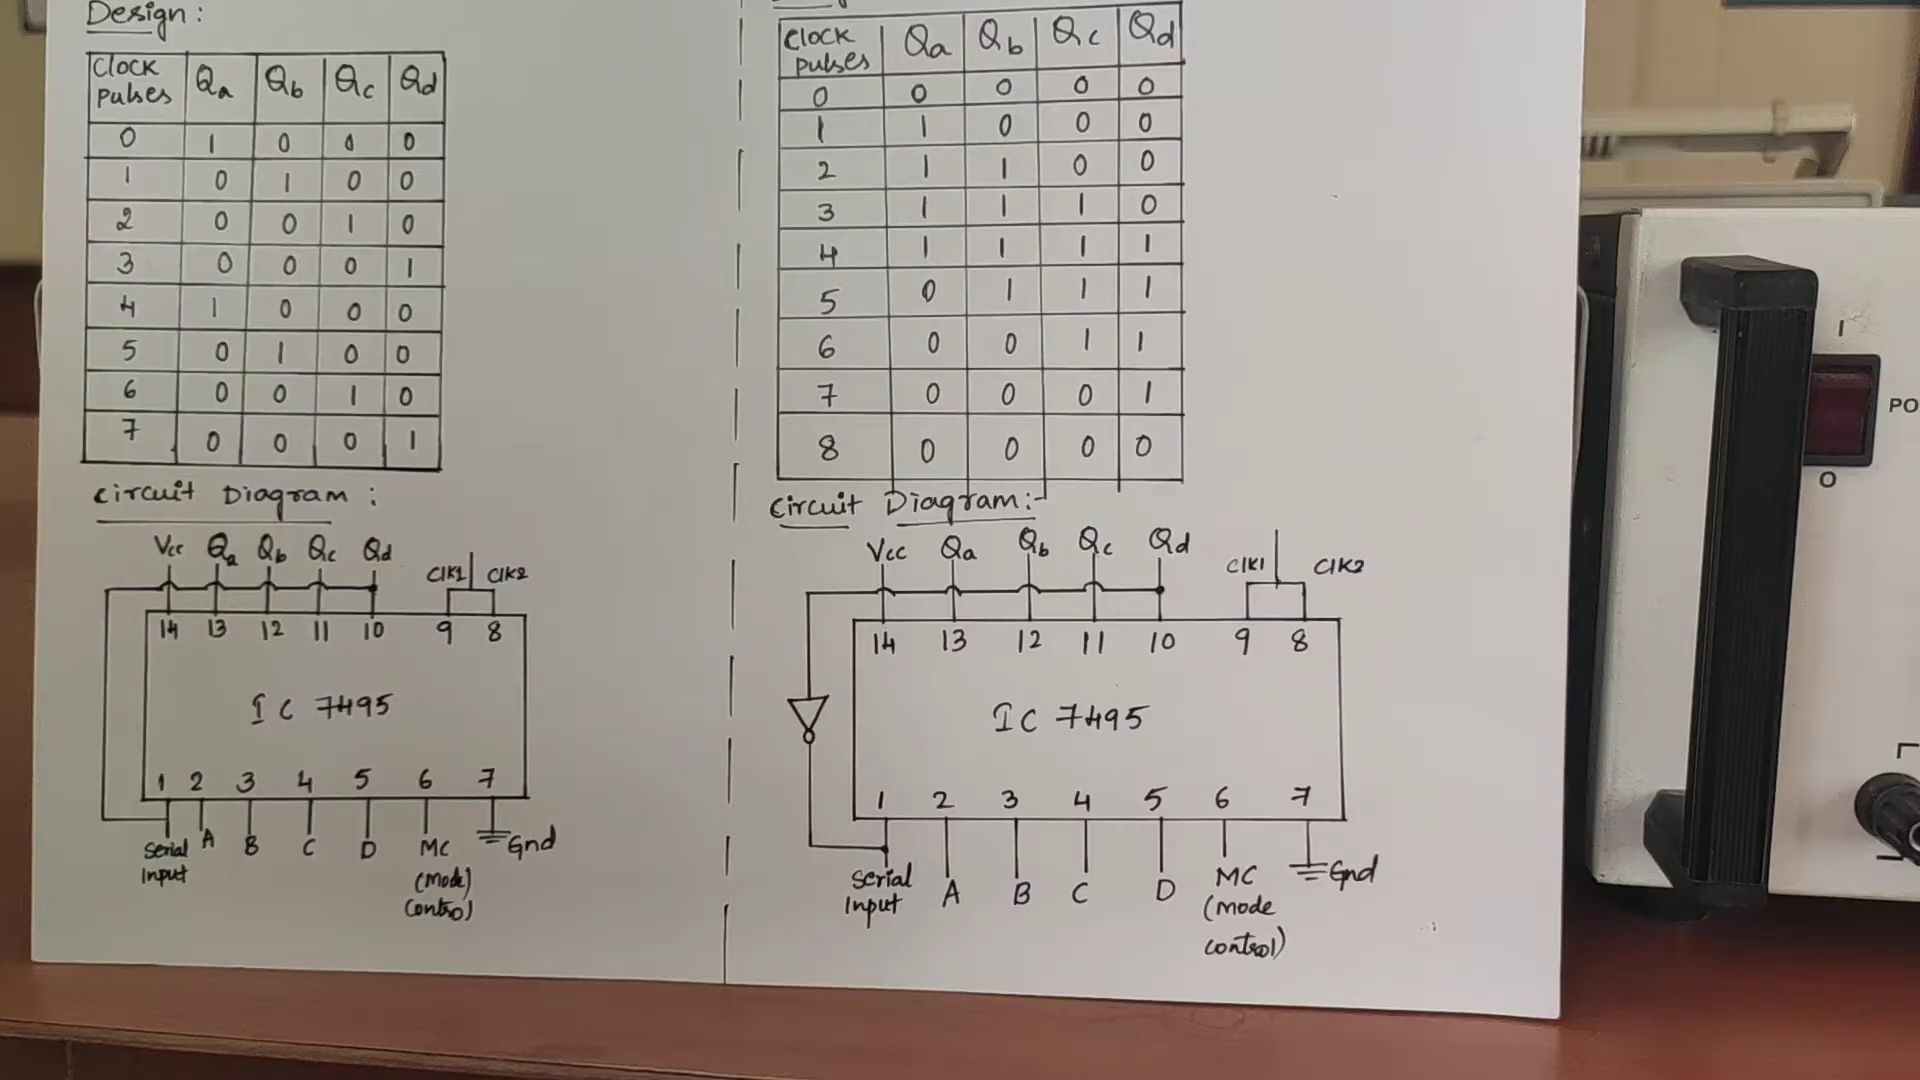 Design:
Clock pulses Qa Qb Qc Qd
0 1 0 0 0
1 0 1 0 0
2 0 0 1 0
3 0 0 0 1
4 1 0 0 0
5 0 1 0 0
6 0 0 1 0
7 0 0 0 1
Circuit Diagram:
Vcc Qa Qb Qc Qd
Clk1 Clk2
14 13 12 11 10 9 8
IC 7495
1 2 3 4 5 6 7
Serial Input
A B C D
MC
(mode)
Control)
Gnd
Clock pulses Qa Qb Qc Qd
0 0 0 0 0
1 1 0 0 0
2 1 1 0 0
3 1 1 1 0
4 1 1 1 1
5 0 1 1 1
6 0 0 1 1
7 0 0 0 1
8 0 0 0 0
Circuit Diagram:-
Vcc Qa Qb Qc Qd
Clk1 Clk2
14 13 12 11 10 9 8
IC 7495
1 2 3 4 5 6 7
Serial Input
A B C D
MC
(mode
control)
Gnd
I
PO
O